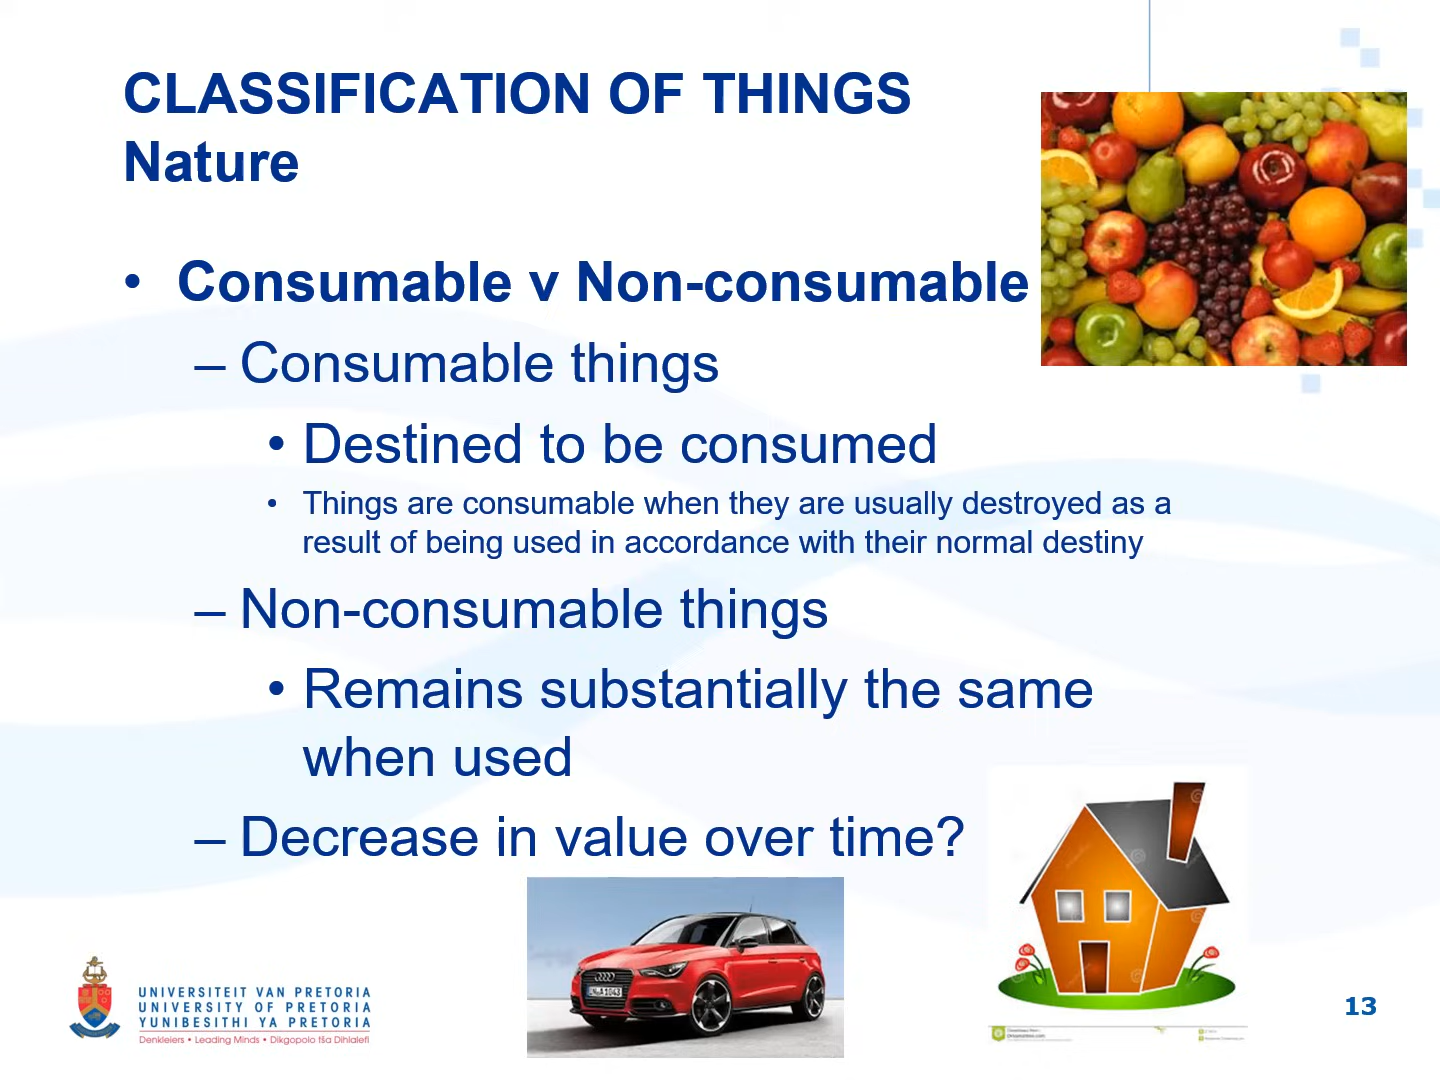 CLASSIFICATION OF THINGS
Nature
• Consumable v Non-consumable
– Consumable things
• Destined to be consumed
• Things are consumable when they are usually destroyed as a
result of being used in accordance with their normal destiny
– Non-consumable things
• Remains substantially the same
when used
– Decrease in value over time?
UNIVERSITEIT VAN PRETORIA
UNIVERSITY OF PRETORIA
YUNIBESITHI YA PRETORIA
Denkleiers • Leading Minds • Dikgopolo tša Dihlalefi
13